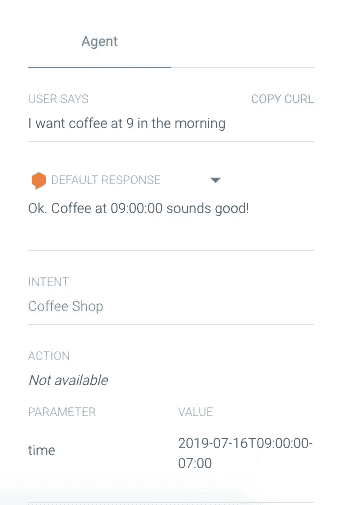 Agent
USER SAYS COPY CURL
I want coffee at 9 in the morning
DEFAULT RESPONSE
Ok. Coffee at 09:00:00 sounds good!
INTENT
Coffee Shop
ACTION
Not available
PARAMETER VALUE
time 2019-07-16T09:00:00-
07:00